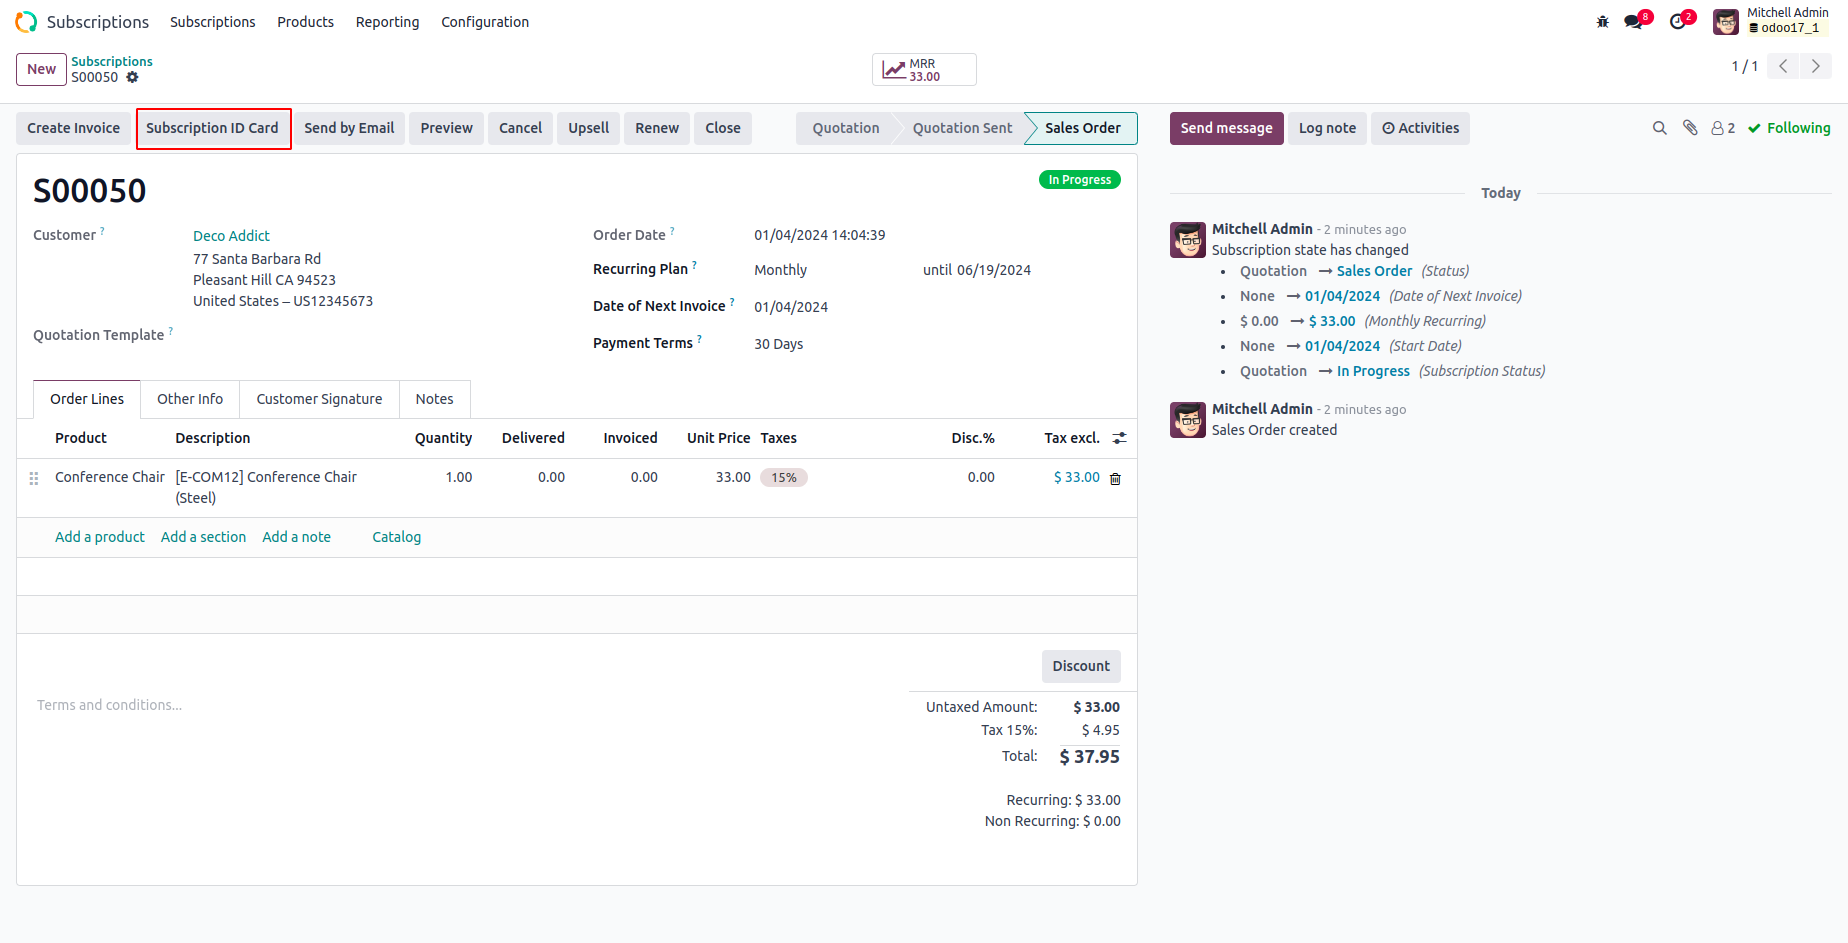 Subscriptions Subscriptions Products Reporting Configuration 8 2 Mitchell Admin
odoo17_1
New Subscriptions
S00050
MRR
33.00
1 / 1
Create Invoice Subscription ID Card Send by Email Preview Cancel Upsell Renew Close Quotation Quotation Sent Sales Order
Send message Log note Activities 2 Following
S00050
In Progress
Customer ? Deco Addict
77 Santa Barbara Rd
Pleasant Hill CA 94523
United States – US12345673
Quotation Template ?
Order Date ? 01/04/2024 14:04:39
Recurring Plan ? Monthly until 06/19/2024
Date of Next Invoice ? 01/04/2024
Payment Terms ? 30 Days
Order Lines Other Info Customer Signature Notes
Product Description Quantity Delivered Invoiced Unit Price Taxes Disc.% Tax excl.
Conference Chair [E-COM12] Conference Chair 1.00 0.00 0.00 33.00 15% 0.00 $ 33.00
(Steel)
Add a product Add a section Add a note Catalog
Discount
Terms and conditions...
Untaxed Amount: $ 33.00
Tax 15%: $ 4.95
Total: $ 37.95
Recurring: $ 33.00
Non Recurring: $ 0.00
Today
Mitchell Admin - 2 minutes ago
Subscription state has changed
• Quotation → Sales Order (Status)
• None → 01/04/2024 (Date of Next Invoice)
• $ 0.00 → $ 33.00 (Monthly Recurring)
• None → 01/04/2024 (Start Date)
• Quotation → In Progress (Subscription Status)
Mitchell Admin - 2 minutes ago
Sales Order created